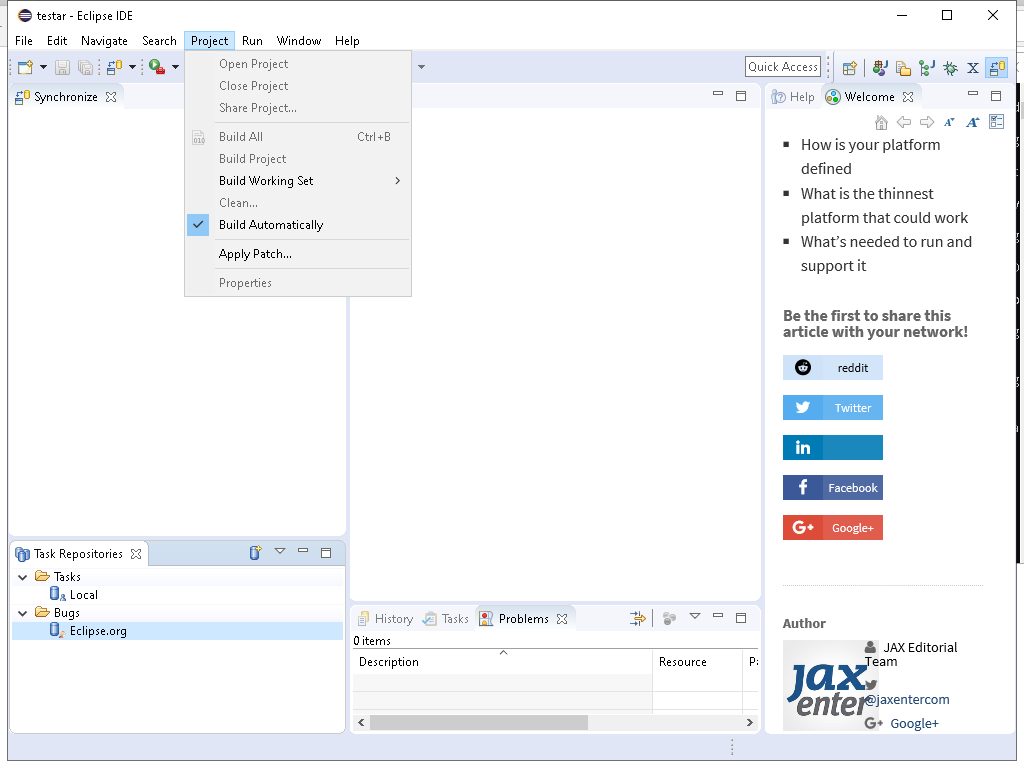 testar - Eclipse IDE
File Edit Navigate Search Project Run Window Help
Quick Access
Open Project
Close Project
Share Project...
Build All Ctrl+B
Build Project
Build Working Set
Clean...
Build Automatically
Apply Patch...
Properties
Synchronize
Help Welcome
How is your platform
defined
What is the thinnest
platform that could work
What's needed to run and
support it
Be the first to share this
article with your network!
reddit
Twitter
in
Facebook
G+ Google+
Author
jax
enter
JAX Editorial
Team
@jaxentercom
G+ Google+
Task Repositories
Tasks
Local
Bugs
Eclipse.org
History Tasks Problems
0 items
Description Resource